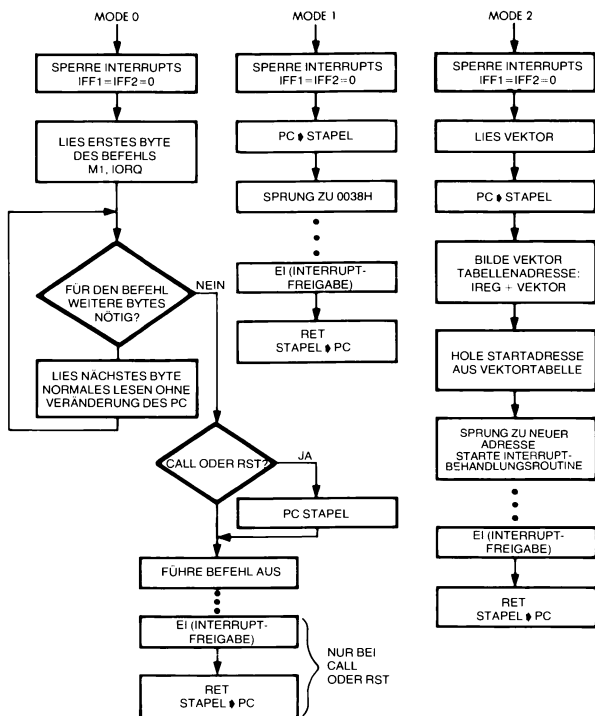 MODE 0
SPERRE INTERRUPTS
IFF1=IFF2=0
LIES ERSTES BYTE
DES BEFEHLS
M1, IORQ
FÜR DEN BEFEHL
WEITERE BYTES
NÖTIG?
NEIN
LIES NÄCHSTES BYTE
NORMALES LESEN OHNE
VERÄNDERUNG DES PC
CALL ODER RST?
JA
PC STAPEL
FÜHRE BEFEHL AUS
EI (INTERRUPT-
FREIGABE)
RET
STAPEL ➧ PC
NUR BEI
CALL
ODER RST
MODE 1
SPERRE INTERRUPTS
IFF1=IFF2=0
PC ➧ STAPEL
SPRUNG ZU 0038H
EI (INTERRUPT-
FREIGABE)
RET
STAPEL ➧ PC
MODE 2
SPERRE INTERRUPTS
IFF1=IFF2=0
LIES VEKTOR
PC ➧ STAPEL
BILDE VEKTOR
TABELLENADRESSE:
IREG + VEKTOR
HOLE STARTADRESSE
AUS VEKTORTABELLE
SPRUNG ZU NEUER
ADRESSE
STARTE INTERRUPT-
BEHANDLUNGSROUTINE
EI (INTERRUPT-
FREIGABE)
RET
STAPEL ➧ PC